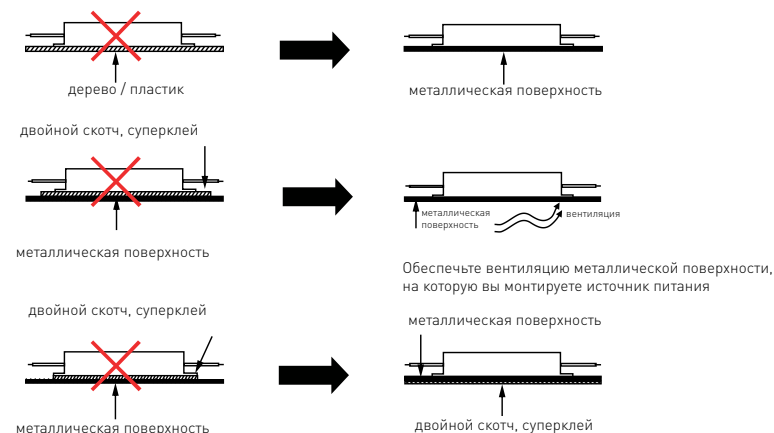 дерево / пластик
металлическая поверхность
двойной скотч, суперклей
металлическая поверхность
металлическая
поверхность
вентиляция
Обеспечьте вентиляцию металлической поверхности,
на которую вы монтируете источник питания
двойной скотч, суперклей
металлическая поверхность
металлическая поверхность
двойной скотч, суперклей